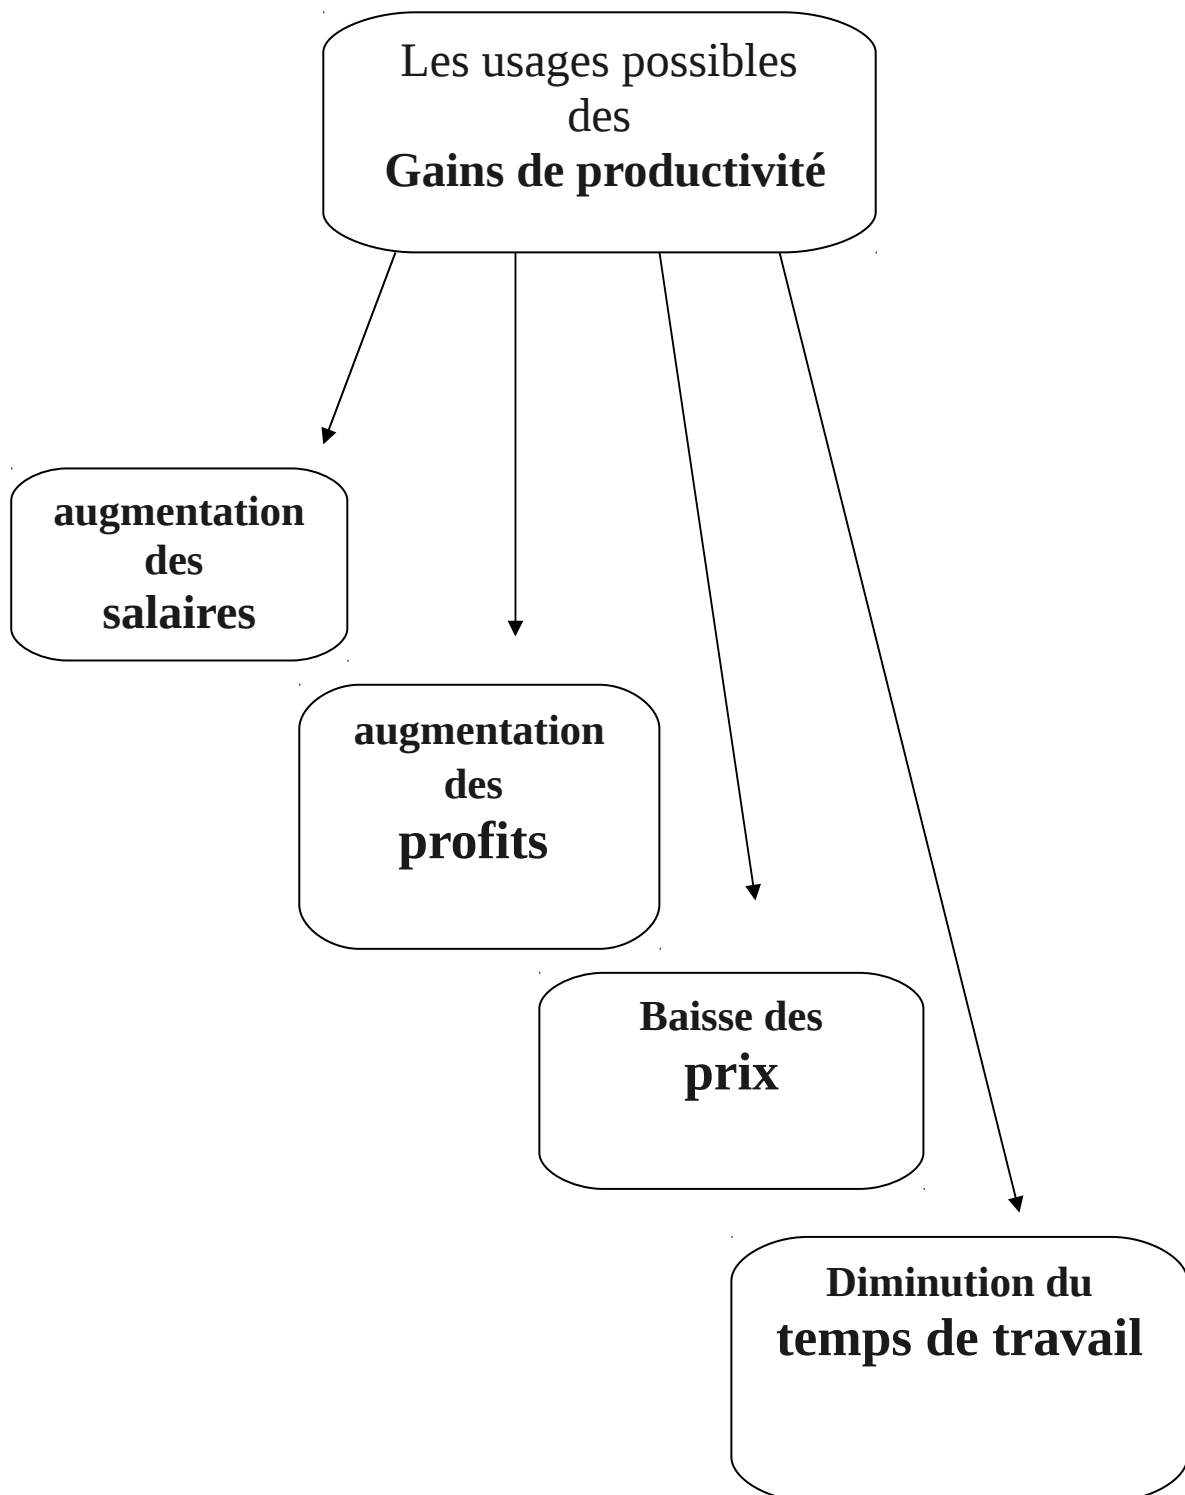 Les usages possibles
des
Gains de productivité
augmentation
des
salaires
augmentation
des
profits
Baisse des
prix
Diminution du
temps de travail